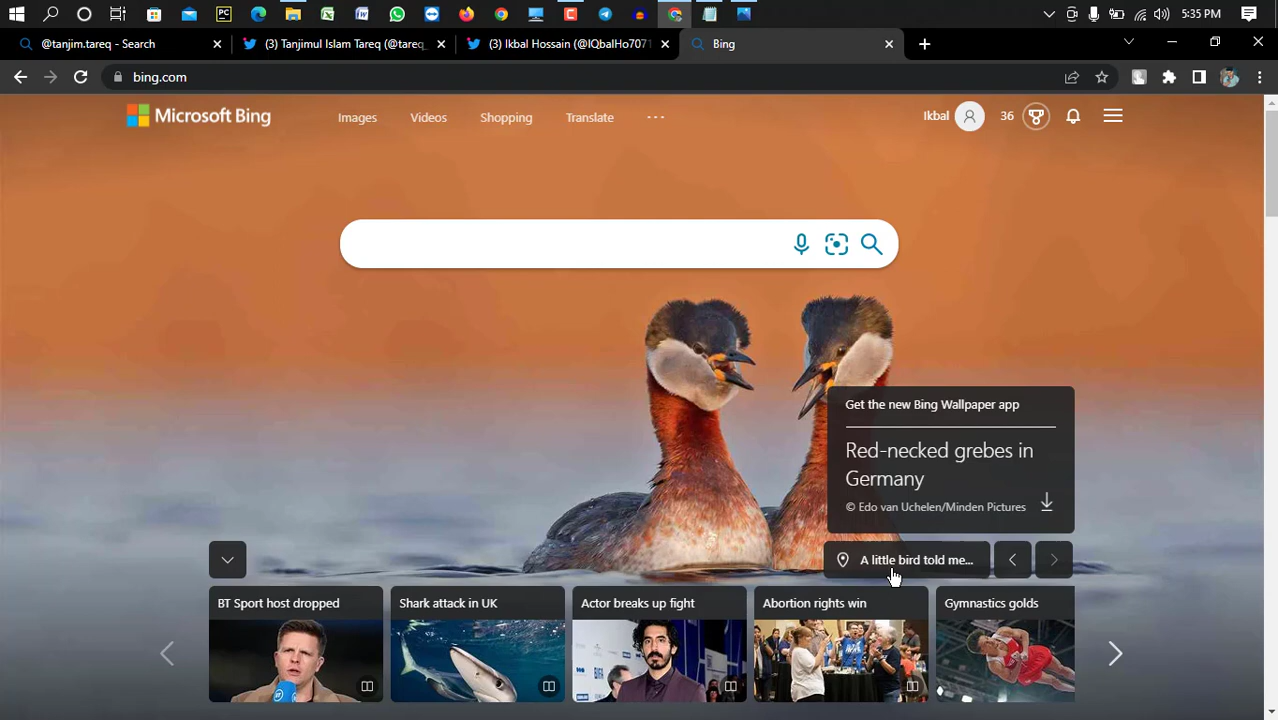 5:35 PM
@tanjim.tareq - Search
(3) Tanjimul Islam Tareq (@tareq_
(3) Ikbal Hossain (@IQbalHo7071
Bing
bing.com
Microsoft Bing
Images
Videos
Shopping
Translate
Ikbal
36
Get the new Bing Wallpaper app
Red-necked grebes in
Germany
© Edo van Uchelen/Minden Pictures
A little bird told me...
BT Sport host dropped
Shark attack in UK
Actor breaks up fight
Abortion rights win
Gymnastics golds